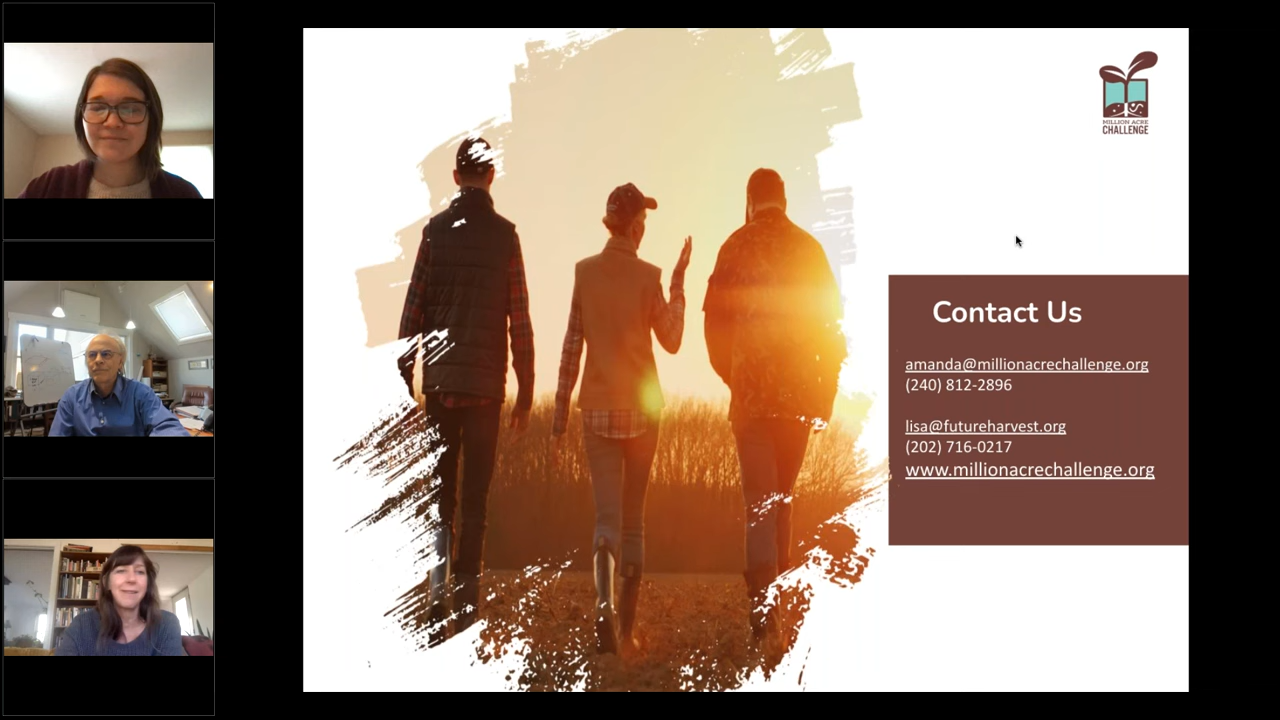 MILLION ACRE
CHALLENGE
Contact Us
amanda@millionacrechallenge.org
(240) 812-2896
lisa@futureharvest.org
(202) 716-0217
www.millionacrechallenge.org